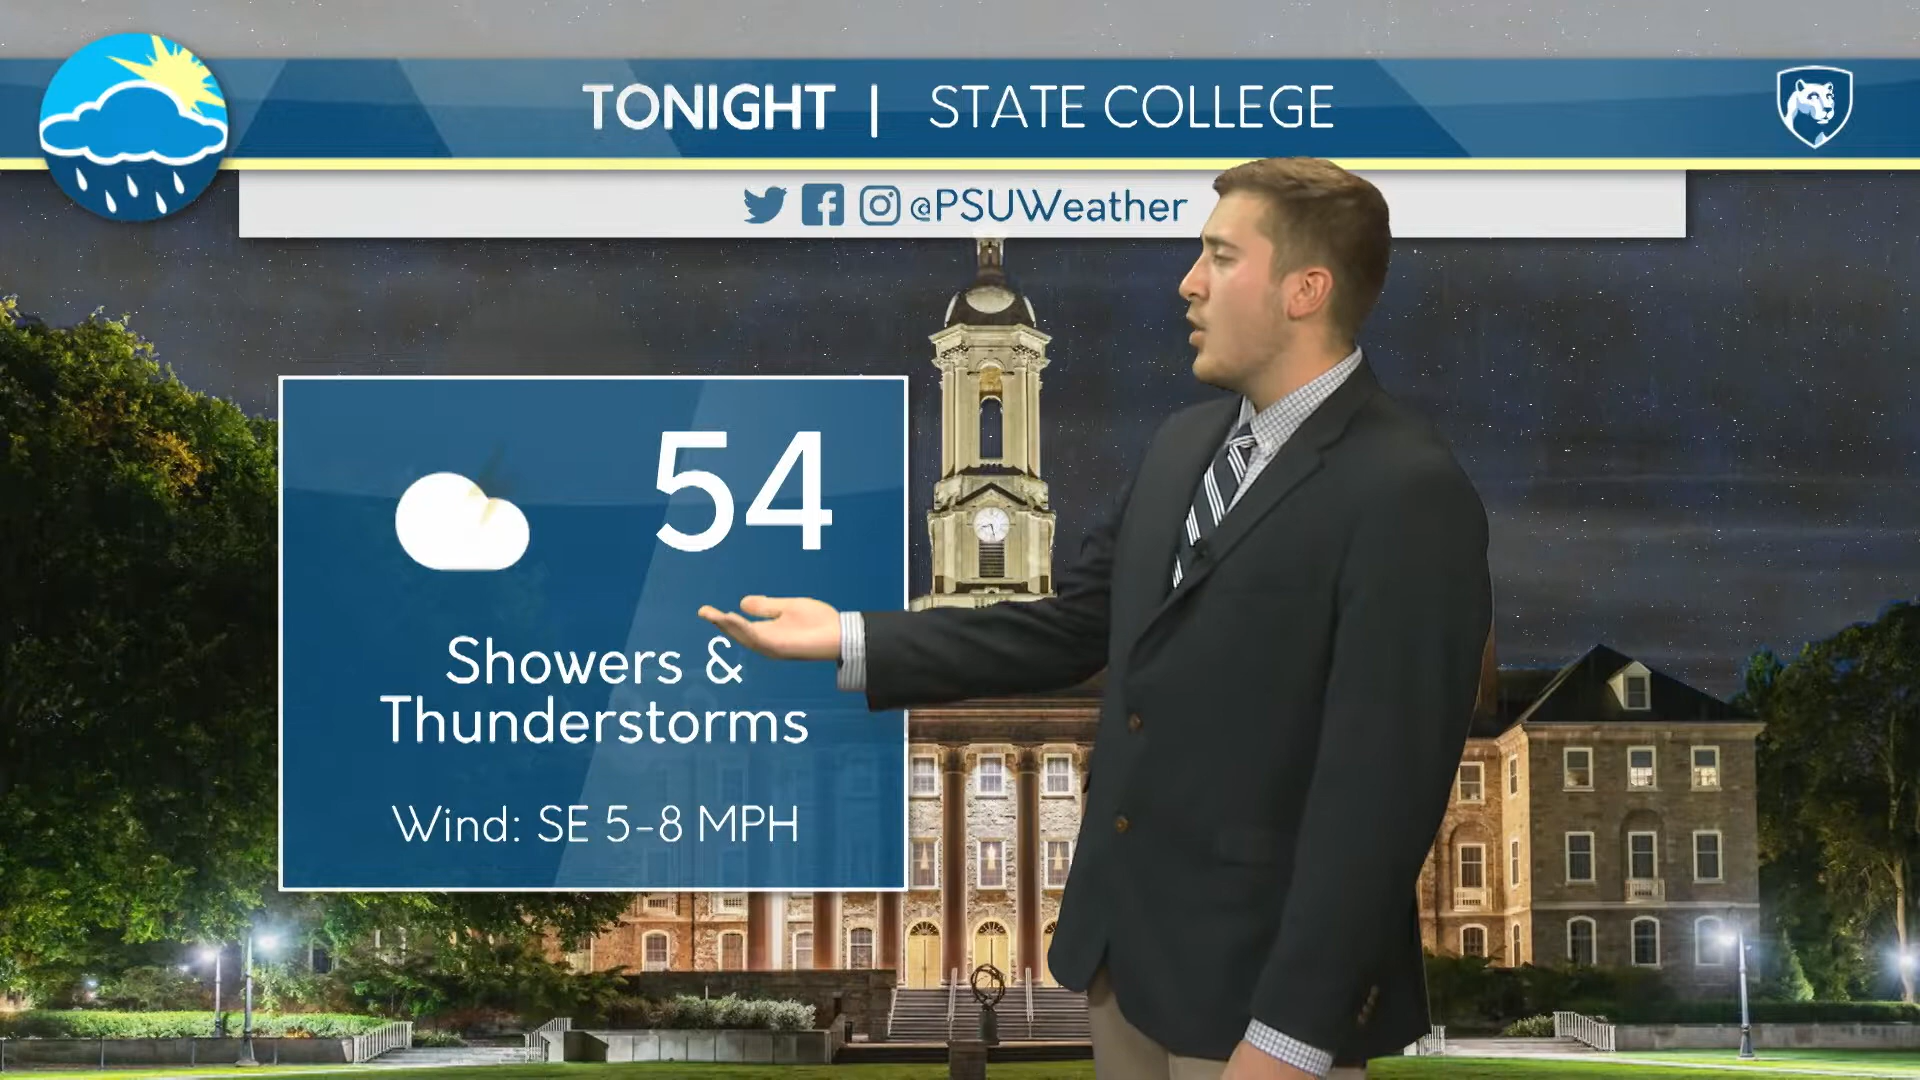 TONIGHT | STATE COLLEGE
@PSUWeather
54
Showers &
Thunderstorms
Wind: SE 5-8 MPH